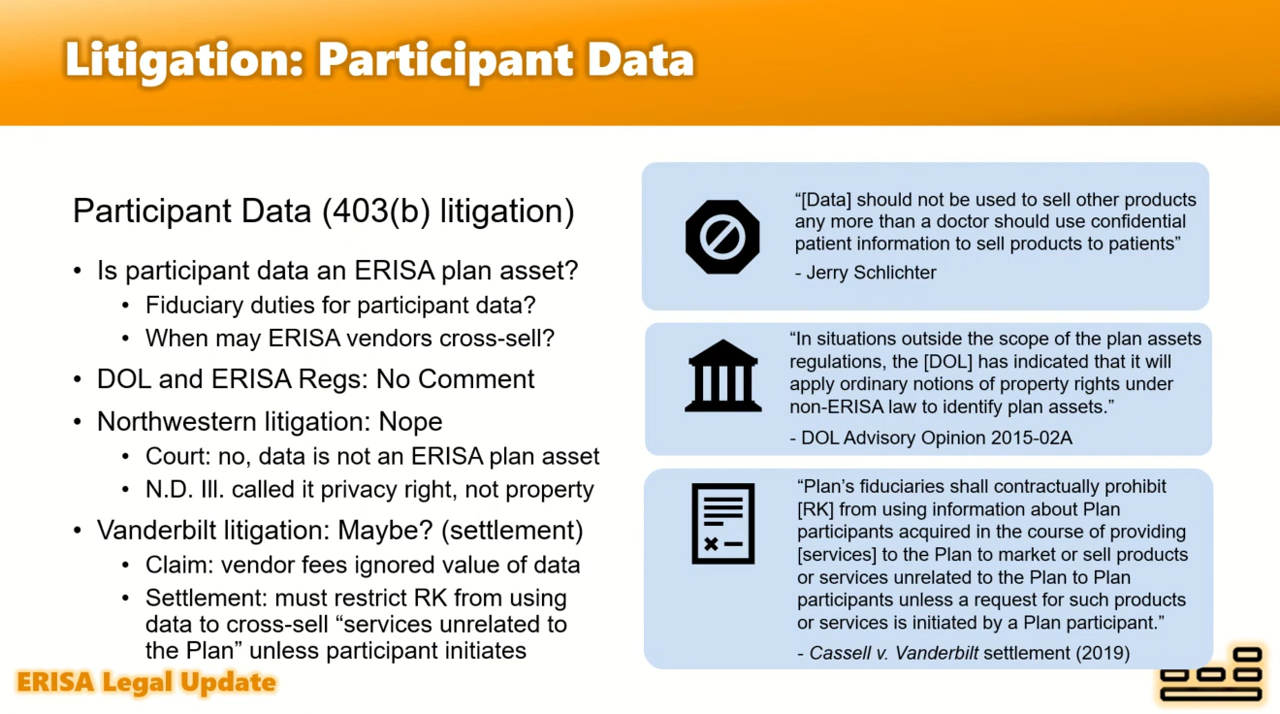 Litigation: Participant Data
Participant Data (403(b) litigation)
• Is participant data an ERISA plan asset?
• Fiduciary duties for participant data?
• When may ERISA vendors cross-sell?
• DOL and ERISA Regs: No Comment
• Northwestern litigation: Nope
• Court: no, data is not an ERISA plan asset
• N.D. Ill. called it privacy right, not property
• Vanderbilt litigation: Maybe? (settlement)
• Claim: vendor fees ignored value of data
• Settlement: must restrict RK from using
data to cross-sell “services unrelated to
the Plan” unless participant initiates
“[Data] should not be used to sell other products
any more than a doctor should use confidential
patient information to sell products to patients”
- Jerry Schlichter
“In situations outside the scope of the plan assets
regulations, the [DOL] has indicated that it will
apply ordinary notions of property rights under
non-ERISA law to identify plan assets.”
- DOL Advisory Opinion 2015-02A
“Plan’s fiduciaries shall contractually prohibit
[RK] from using information about Plan
participants acquired in the course of providing
[services] to the Plan to market or sell products
or services unrelated to the Plan to Plan
participants unless a request for such products
or services is initiated by a Plan participant.”
- Cassell v. Vanderbilt settlement (2019)
ERISA Legal Update